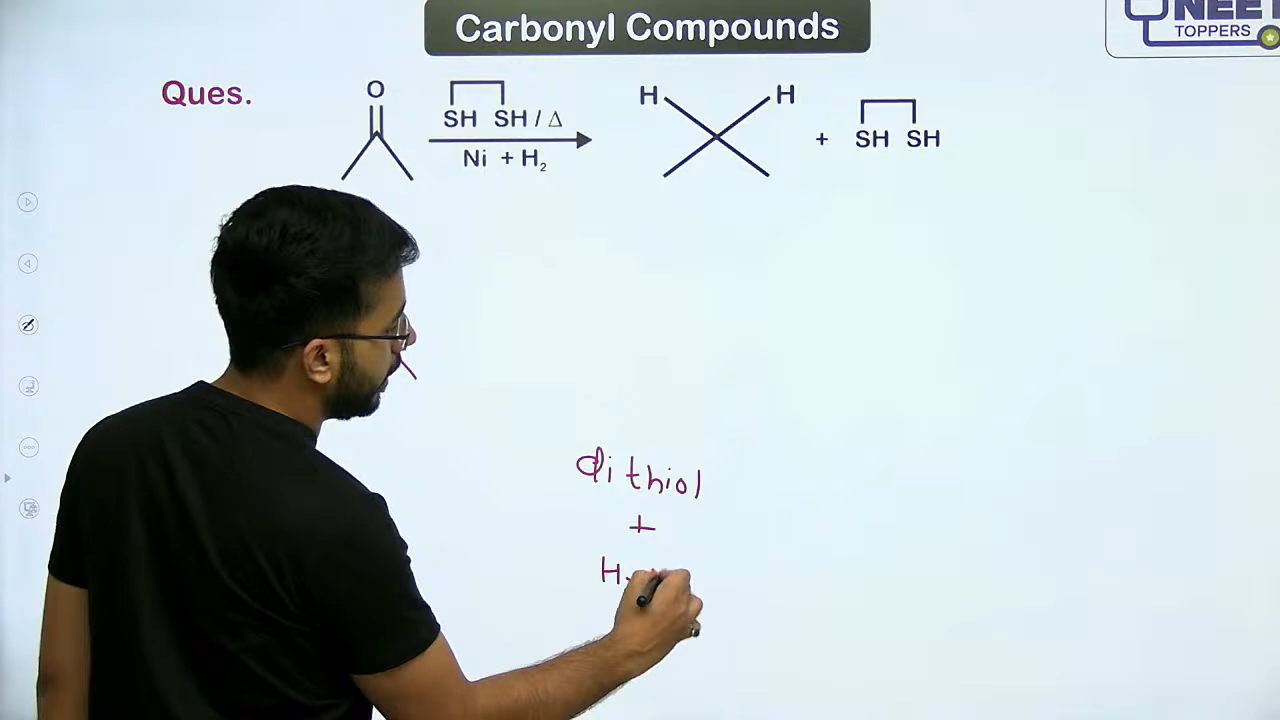 Carbonyl Compounds
NEET
TOPPERS
Ques.
O
SH SH / Δ
Ni + H₂
H H
+ SH SH
dithiol
+
H